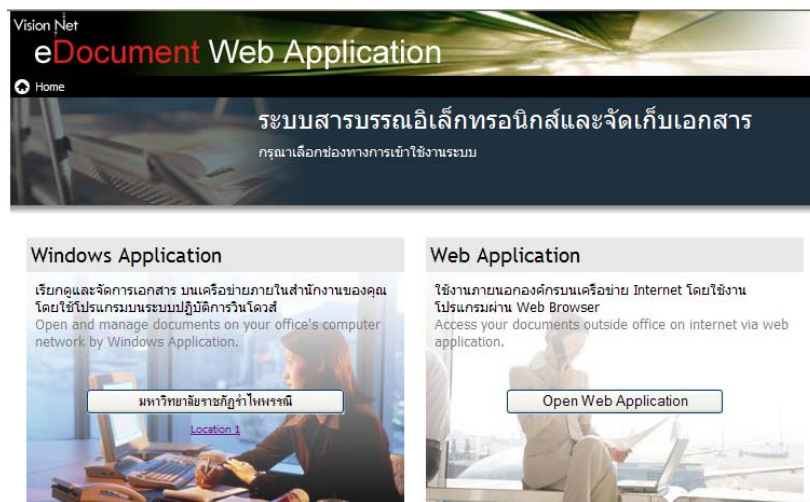 Vision Net
eDocument Web Application
Home
ระบบสารบรรณอิเล็กทรอนิกส์และจัดเก็บเอกสาร
กรุณาเลือกช่องทางการเข้าใช้งานระบบ
Windows Application
เรียกดูและจัดการเอกสาร บนเครือข่ายภายในสำนักงานของคุณ
โดยใช้โปรแกรมบนระบบปฏิบัติการวินโดวส์
Open and manage documents on your office's computer
network by Windows Application.
มหาวิทยาลัยราชภัฏรำไพพรรณี
Location 1
Web Application
ใช้งานภายนอกองค์กรบนเครือข่าย Internet โดยใช้งาน
โปรแกรมผ่าน Web Browser
Access your documents outside office on internet via web
application.
Open Web Application